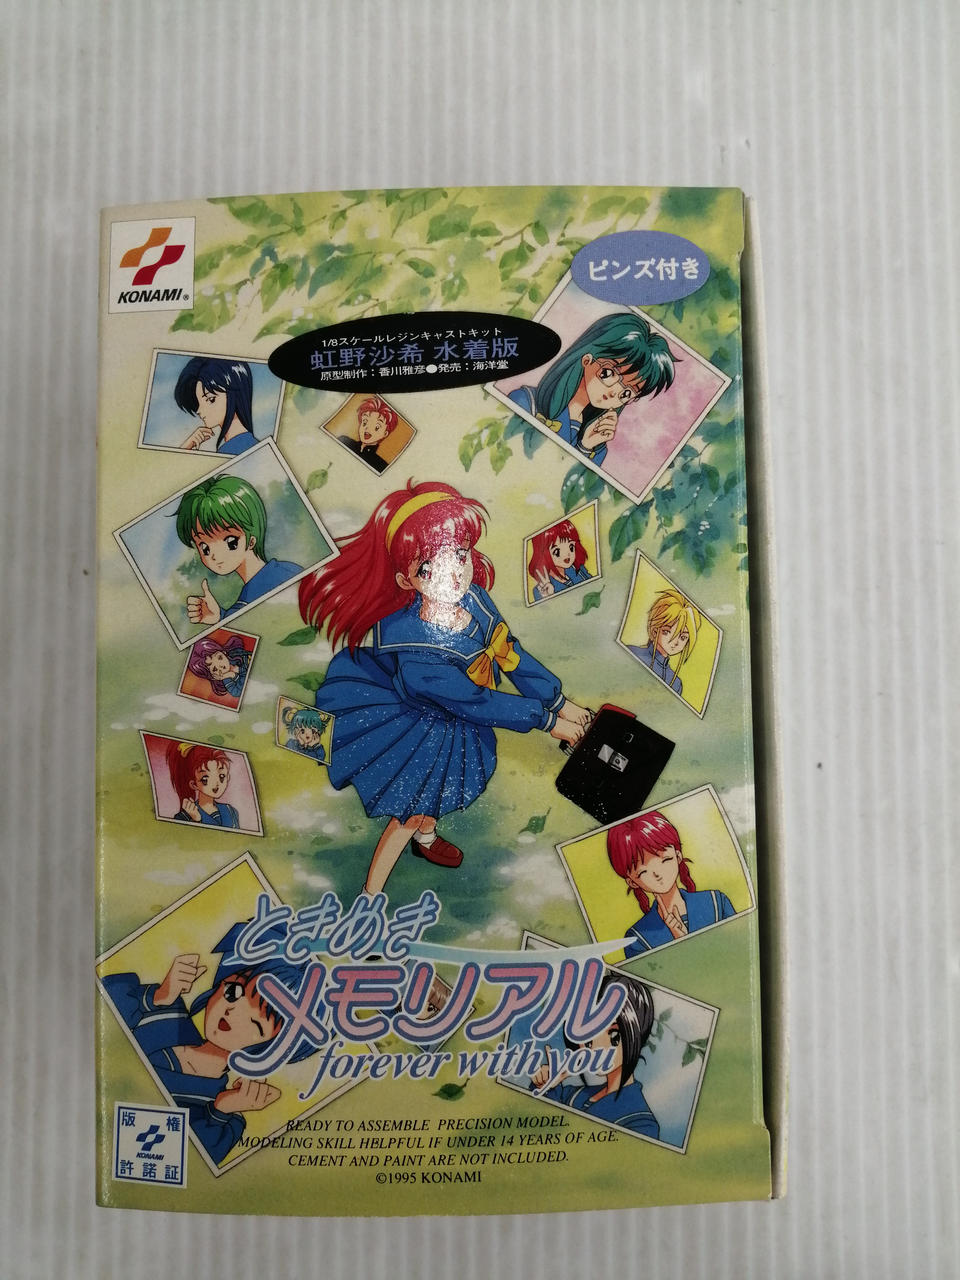 KONAMI®
ピンズ付き
1/8スケールレジンキャストキット
虹野沙希 水着版
原型制作：香川雅彦●発売：海洋堂
ときめき
メモリアル
forever with you
版権
KONAMI
許諾証
READY TO ASSEMBLE PRECISION MODEL.
MODELING SKILL HELPFUL IF UNDER 14 YEARS OF AGE.
CEMENT AND PAINT ARE NOT INCLUDED.
©1995 KONAMI